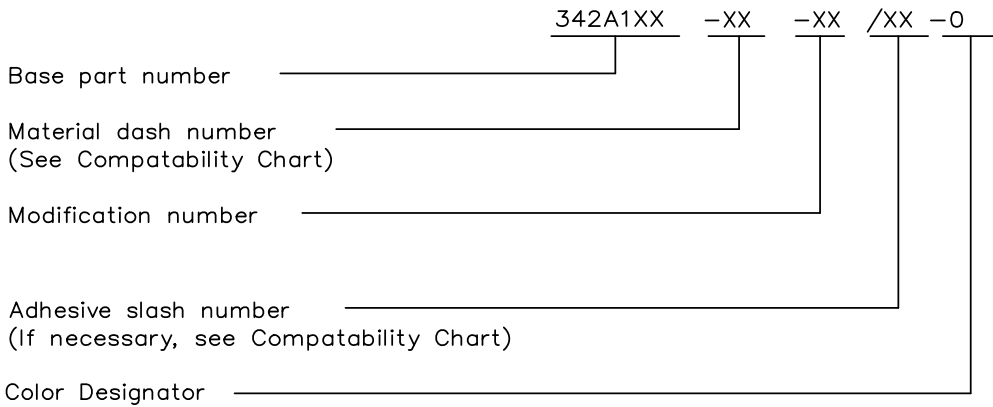 342A1XX -XX -XX /XX -0
Base part number
Material dash number
(See Compatability Chart)
Modification number
Adhesive slash number
(If necessary, see Compatability Chart)
Color Designator